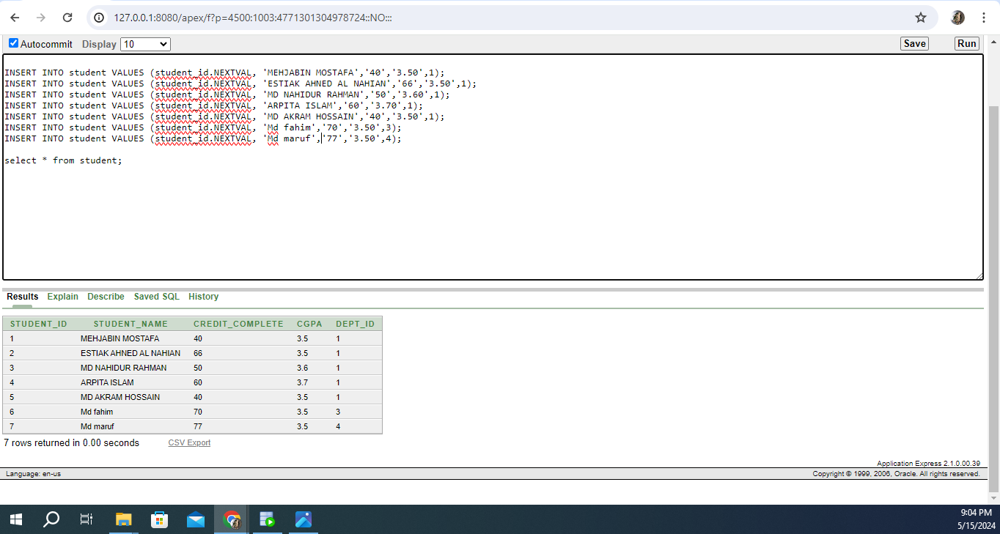 127.0.0.1:8080/apex/f?p=4500:1003:4771301304978724::NO:::
Autocommit Display 10 Save Run
INSERT INTO student VALUES (student_id.NEXTVAL, 'MEHJABIN MOSTAFA','40','3.50',1);
INSERT INTO student VALUES (student_id.NEXTVAL, 'ESTIAK AHNED AL NAHIAN','66','3.50',1);
INSERT INTO student VALUES (student_id.NEXTVAL, 'MD NAHIDUR RAHMAN','50','3.60',1);
INSERT INTO student VALUES (student_id.NEXTVAL, 'ARPITA ISLAM','60','3.70',1);
INSERT INTO student VALUES (student_id.NEXTVAL, 'MD AKRAM HOSSAIN','40','3.50',1);
INSERT INTO student VALUES (student_id.NEXTVAL, 'Md fahim','70','3.50',3);
INSERT INTO student VALUES (student_id.NEXTVAL, 'Md maruf','77','3.50',4);
select * from student;
Results Explain Describe Saved SQL History
STUDENT_ID STUDENT_NAME CREDIT_COMPLETE CGPA DEPT_ID
1 MEHJABIN MOSTAFA 40 3.5 1
2 ESTIAK AHNED AL NAHIAN 66 3.5 1
3 MD NAHIDUR RAHMAN 50 3.6 1
4 ARPITA ISLAM 60 3.7 1
5 MD AKRAM HOSSAIN 40 3.5 1
6 Md fahim 70 3.5 3
7 Md maruf 77 3.5 4
7 rows returned in 0.00 seconds CSV Export
Application Express 2.1.0.00.39
Language: en-us Copyright © 1999, 2006, Oracle. All rights reserved.
9:04 PM
5/15/2024